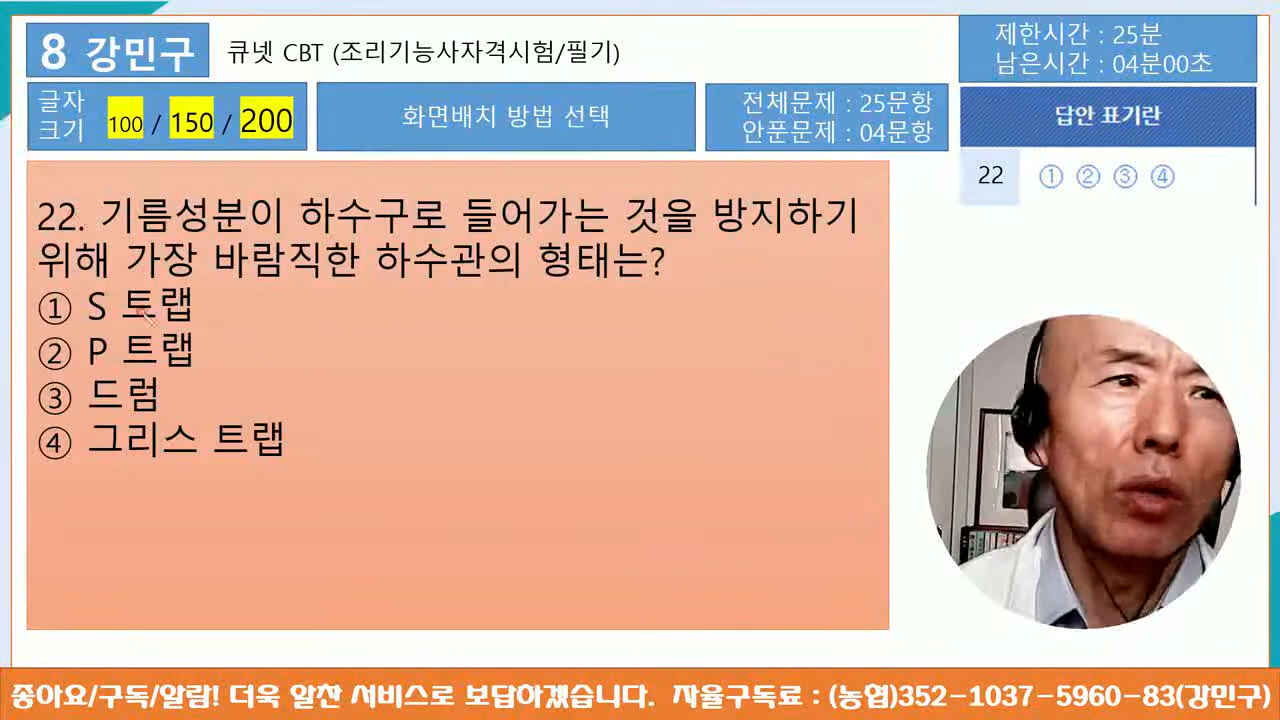 8 강민구
큐넷 CBT (조리기능사자격시험/필기)
제한시간 : 25분
남은시간 : 04분00초
글자
크기
100 / 150 / 200
화면배치 방법 선택
전체문제 : 25문항
안푼문제 : 04문항
답안 표기란
22 ① ② ③ ④
22. 기름성분이 하수구로 들어가는 것을 방지하기
위해 가장 바람직한 하수관의 형태는?
① S 트랩
② P 트랩
③ 드럼
④ 그리스 트랩
좋아요/구독/알람! 더욱 알찬 서비스로 보답하겠습니다. 자율구독료 : (농협)352-1037-5960-83(강민구)